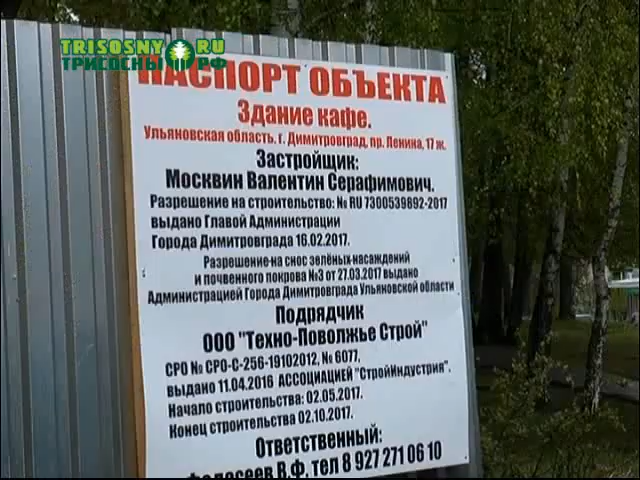 TRISOSNY.RU
ТРИСОСНЫ.РФ
ПАСПОРТ ОБЪЕКТА
Здание кафе.
Ульяновская область, г. Димитровград, пр. Ленина, 17 ж.
Застройщик:
Москвин Валентин Серафимович.
Разрешение на строительство: № RU 7300539892-2017
выдано Главой Администрации
Города Димитровграда 16.02.2017.
Разрешение на снос зелёных насаждений
и почвенного покрова №3 от 27.03.2017 выдано
Администрацией Города Димитровграда Ульяновской области
Подрядчик
ООО "Техно-Поволжье Строй"
СРО № СРО-С-256-19102012, № 6077,
выдано 11.04.2016 АССОЦИАЦИЕЙ "СтройИндустрия".
Начало строительства: 02.05.2017.
Конец строительства 02.10.2017.
Ответственный:
Федосеев В.Ф. тел 8 927 271 06 10